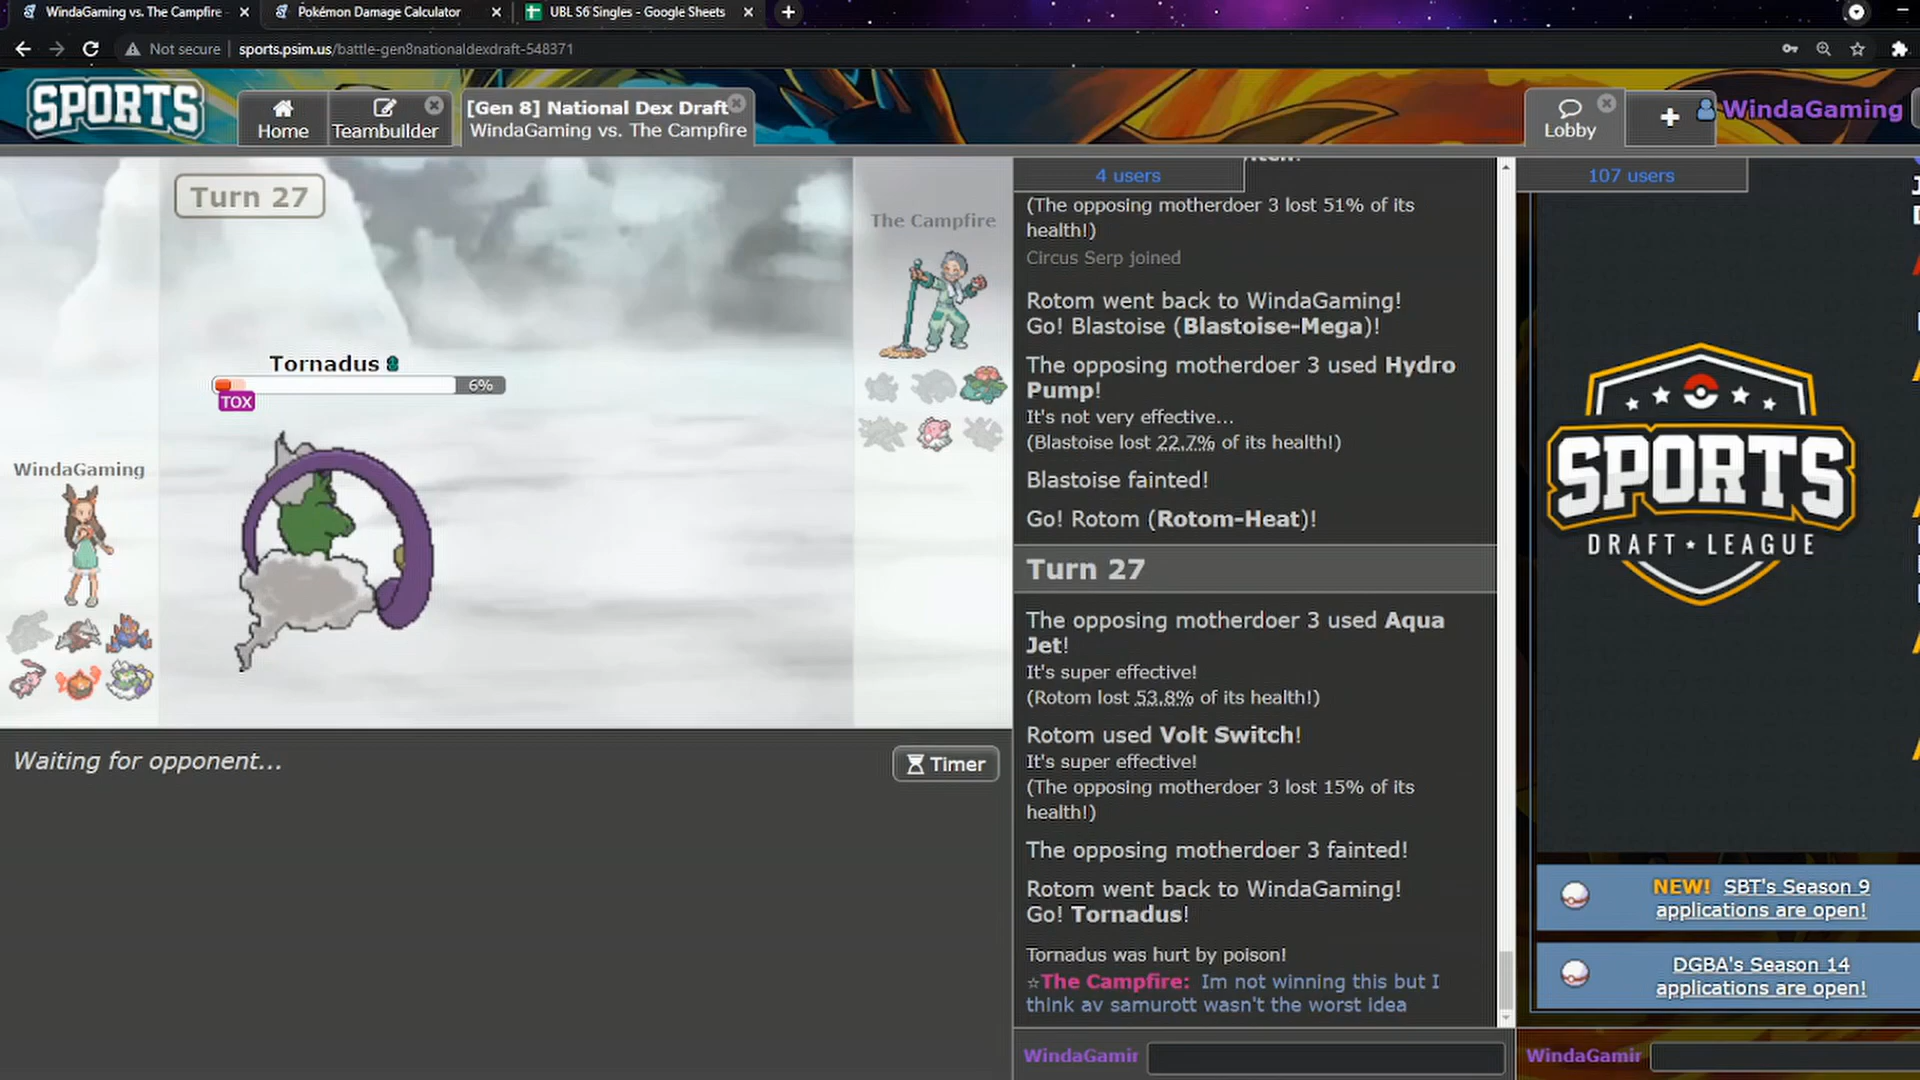 WindaGaming vs. The Campfire -
Pokémon Damage Calculator
UBL S6 Singles - Google Sheets
Not secure | sports.psim.us/battle-gen8nationaldexdraft-548371
SPORTS
Home
Teambuilder
[Gen 8] National Dex Draft
WindaGaming vs. The Campfire
Lobby
WindaGaming
Turn 27
The Campfire
Tornadus
6%
TOX
WindaGaming
Waiting for opponent...
Timer
4 users
(The opposing motherdoer 3 lost 51% of its
health!)
Circus Serp joined
Rotom went back to WindaGaming!
Go! Blastoise (Blastoise-Mega)!
The opposing motherdoer 3 used Hydro
Pump!
It's not very effective...
(Blastoise lost 22.7% of its health!)
Blastoise fainted!
Go! Rotom (Rotom-Heat)!
Turn 27
The opposing motherdoer 3 used Aqua
Jet!
It's super effective!
(Rotom lost 53.8% of its health!)
Rotom used Volt Switch!
It's super effective!
(The opposing motherdoer 3 lost 15% of its
health!)
The opposing motherdoer 3 fainted!
Rotom went back to WindaGaming!
Go! Tornadus!
Tornadus was hurt by poison!
☆The Campfire: Im not winning this but I
think av samurott wasn't the worst idea
WindaGamir
107 users
SPORTS
DRAFT ★ LEAGUE
NEW! SBT's Season 9
applications are open!
DGBA's Season 14
applications are open!
WindaGamir